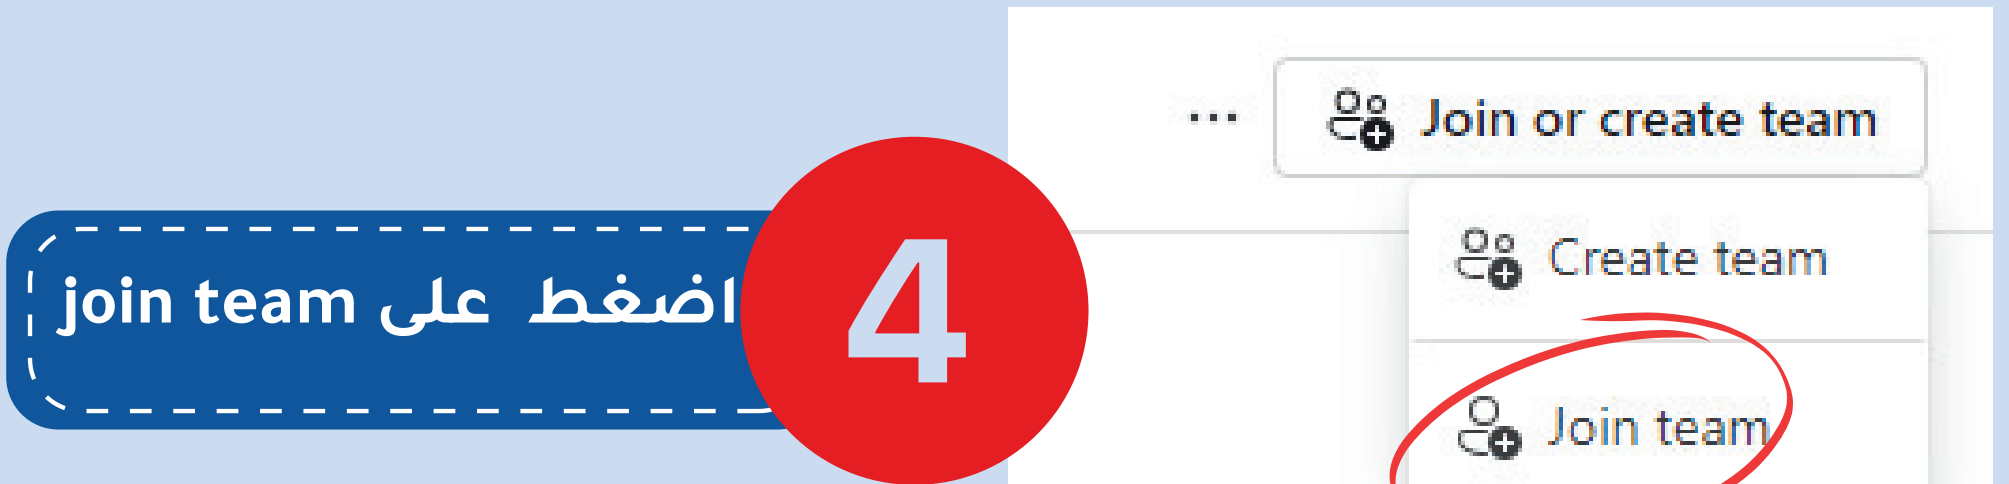 اضغط على join team
4
... Join or create team
Create team
Join team